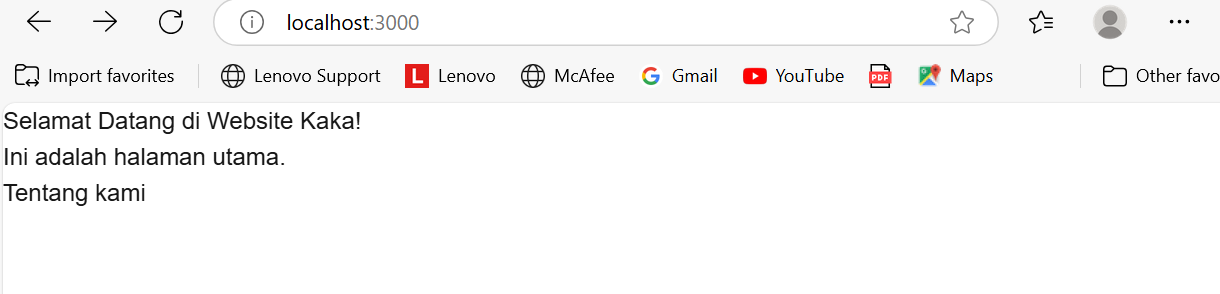 localhost:3000
Import favorites Lenovo Support L Lenovo McAfee G Gmail YouTube PDF Maps Other favo
Selamat Datang di Website Kaka!
Ini adalah halaman utama.
Tentang kami